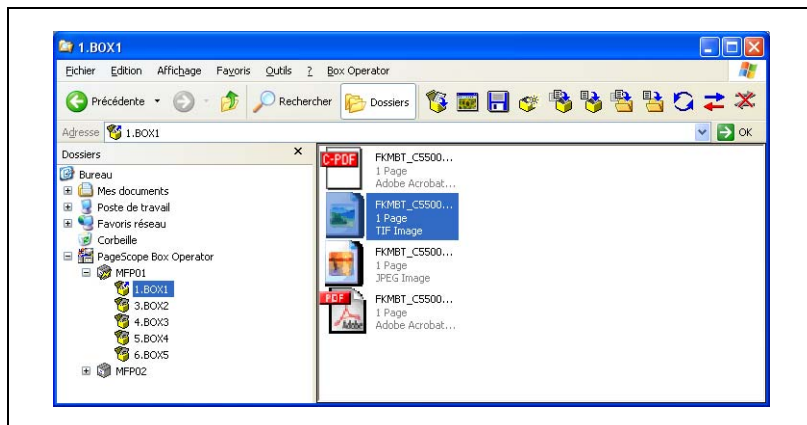 1.BOX1
Fichier Edition Affichage Favoris Outils ? Box Operator
Précédente Rechercher Dossiers
Adresse 1.BOX1 OK
Dossiers
Bureau
Mes documents
Poste de travail
Favoris réseau
Corbeille
PageScope Box Operator
MFP01
1.BOX1
3.BOX2
4.BOX3
5.BOX4
6.BOX5
MFP02
C-PDF
FKMBT_C5500...
1 Page
Adobe Acrobat...
FKMBT_C5500...
1 Page
TIF Image
FKMBT_C5500...
1 Page
JPEG Image
PDF
Adobe
FKMBT_C5500...
1 Page
Adobe Acrobat...